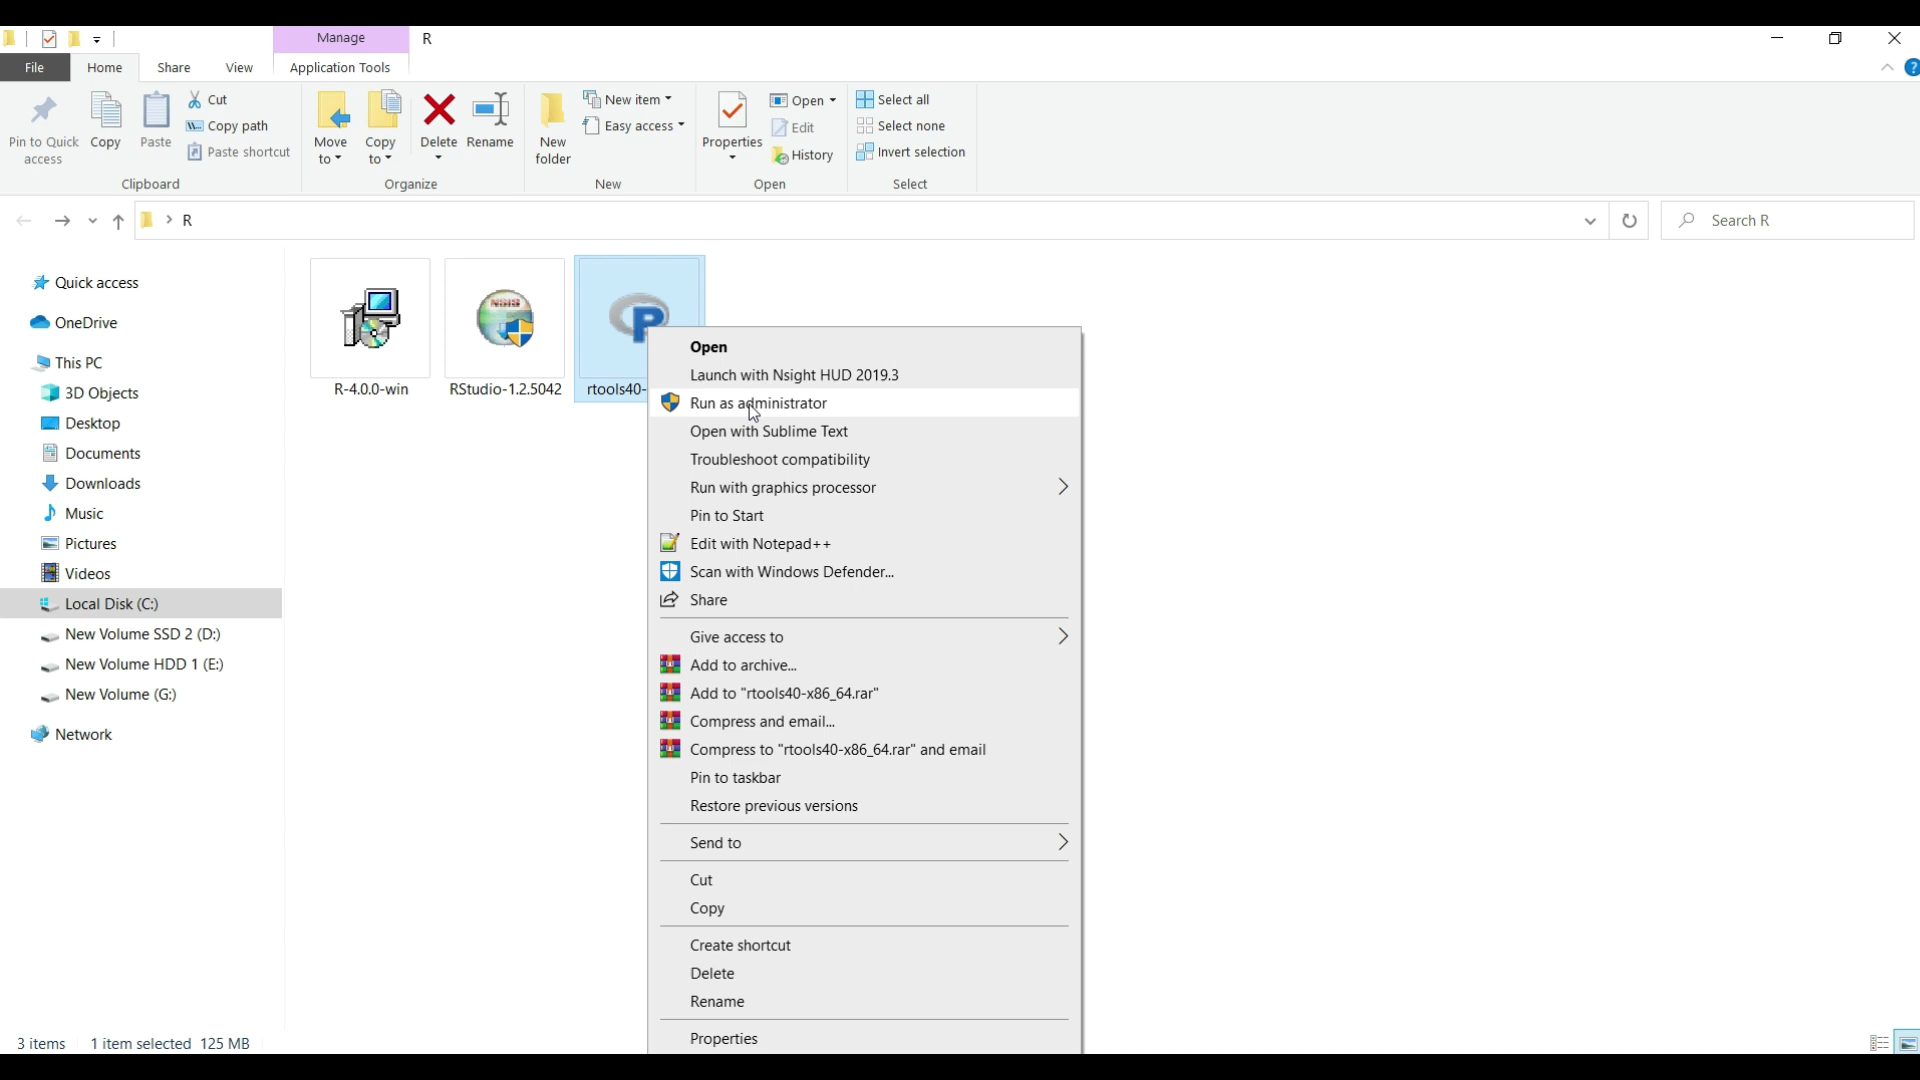 Manage
R
File
Home
Share
View
Application Tools
Pin to Quick
access
Copy
Paste
Cut
Copy path
Paste shortcut
Clipboard
Move
to
Copy
to
Delete
Rename
Organize
New
folder
New item
Easy access
New
Properties
Open
Edit
History
Open
Select all
Select none
Invert selection
Select
R
Search R
Quick access
OneDrive
This PC
3D Objects
Desktop
Documents
Downloads
Music
Pictures
Videos
Local Disk (C:)
New Volume SSD 2 (D:)
New Volume HDD 1 (E:)
New Volume (G:)
Network
NSIS
R-4.0.0-win
RStudio-1.2.5042
rtools40-
Open
Launch with Nsight HUD 2019.3
Run as administrator
Open with Sublime Text
Troubleshoot compatibility
Run with graphics processor
Pin to Start
Edit with Notepad++
Scan with Windows Defender...
Share
Give access to
Add to archive...
Add to "rtools40-x86_64.rar"
Compress and email...
Compress to "rtools40-x86_64.rar" and email
Pin to taskbar
Restore previous versions
Send to
Cut
Copy
Create shortcut
Delete
Rename
Properties
3 items
1 item selected 125 MB